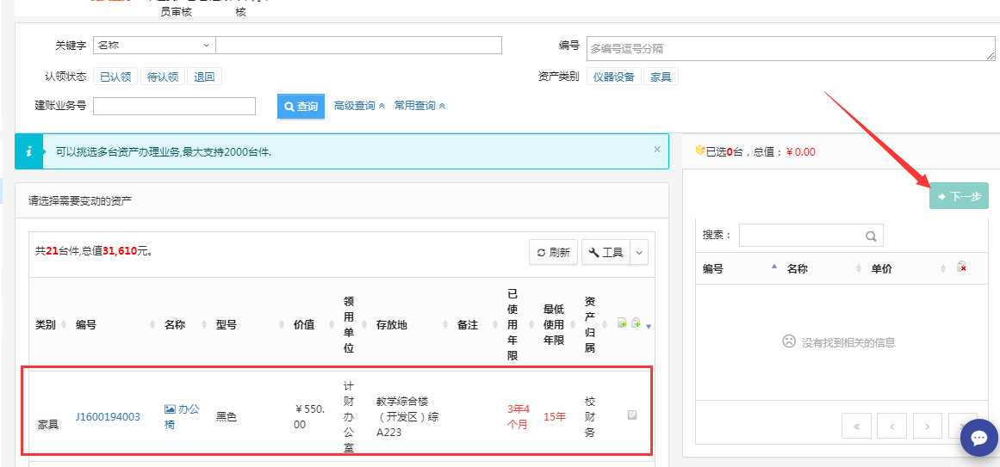 员审核
核
关键字 名称
编号 多编号逗号分隔
认领状态 已认领 待认领 退回
资产类别 仪器设备 家具
建账业务号
查询 高级查询 常用查询
可以挑选多台资产办理业务,最大支持2000台件.
×
已选0台，总值：￥0.00
下一步
请选择需要变动的资产
共21台件,总值31,610元。
刷新 工具
搜索：
编号 名称 单价
没有找到相关的信息
« ‹ ›
类别 编号 名称 型号 价值
领
用
单
位
存放地 备注
已
使
用
年
限
最低
使用
年限
资
产
归
属
家具
J1600194003
办公
椅
黑色
￥550.
00
计
财
办
公
室
教学综合楼
（开发区）综
A223
3年4
个月
15年
校
财
务